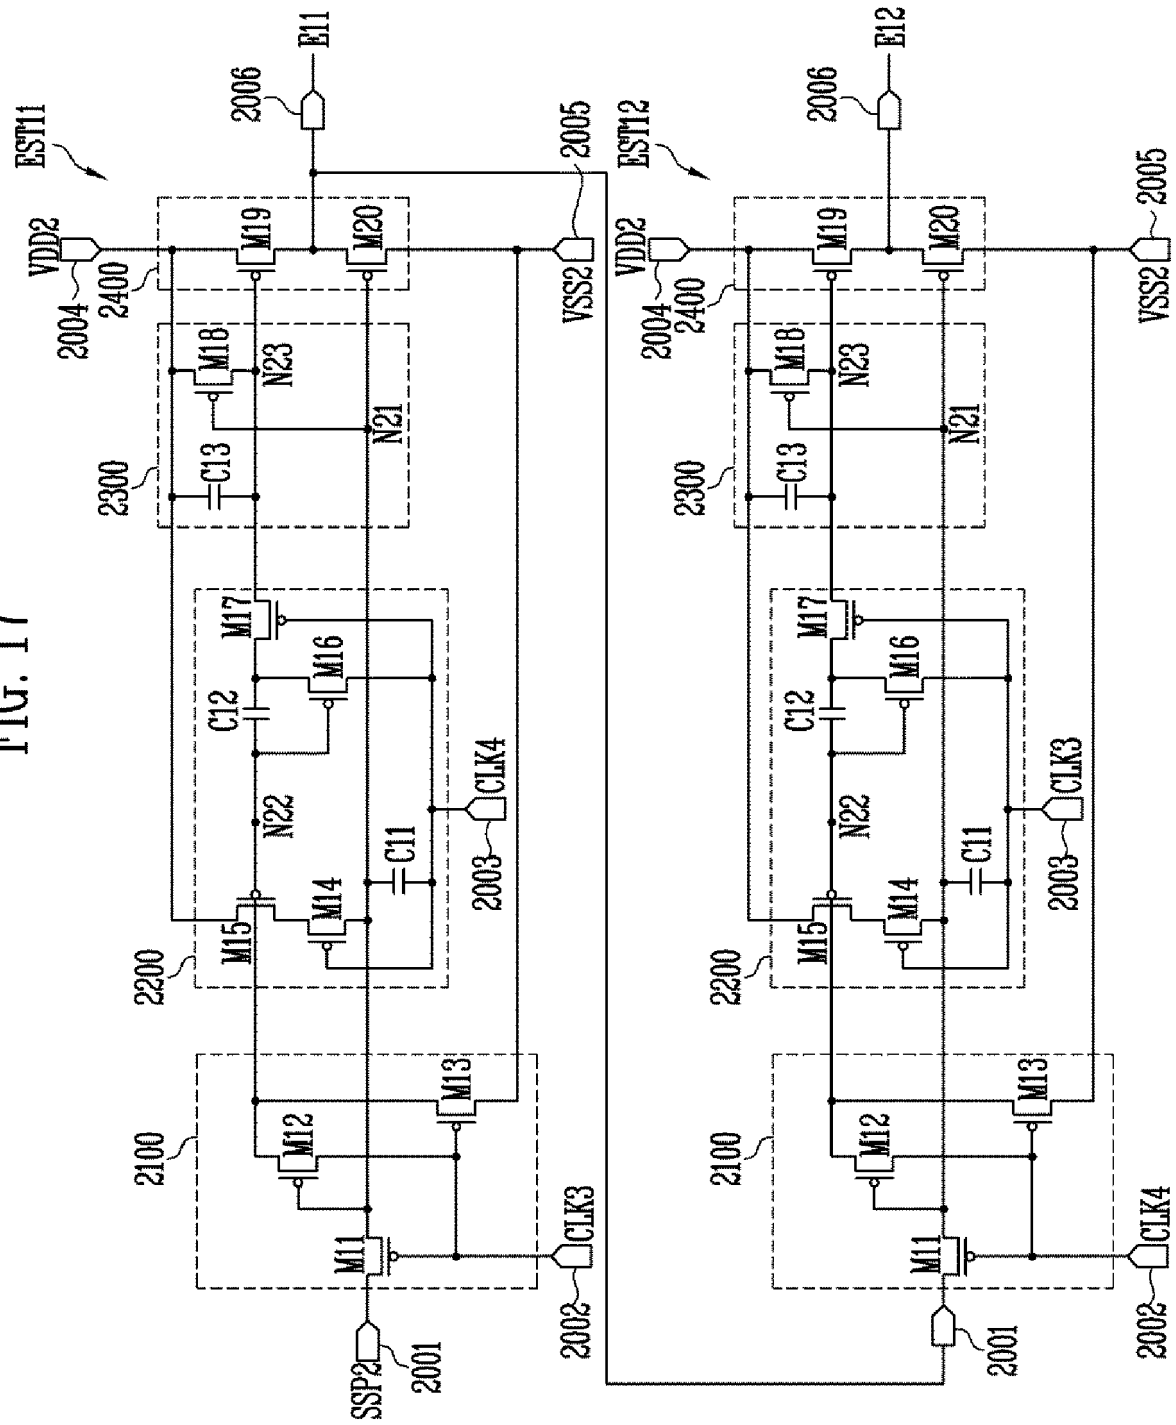 FIG. 17
EST11
VDD2
2004
2400
M19
M20
2006
E11
2005
VSS2
2300
C13
M18
N23
N21
2200
M15
M14
N22
C12
M16
M17
C11
2003
CLK4
2100
M12
M13
M11
SSP2
2001
2002
CLK3
EST12
VDD2
2004
2400
M19
M20
2006
E12
2005
VSS2
2300
C13
M18
N23
N21
2200
M15
M14
N22
C12
M16
M17
C11
2003
CLK3
2100
M12
M13
M11
2001
2002
CLK4